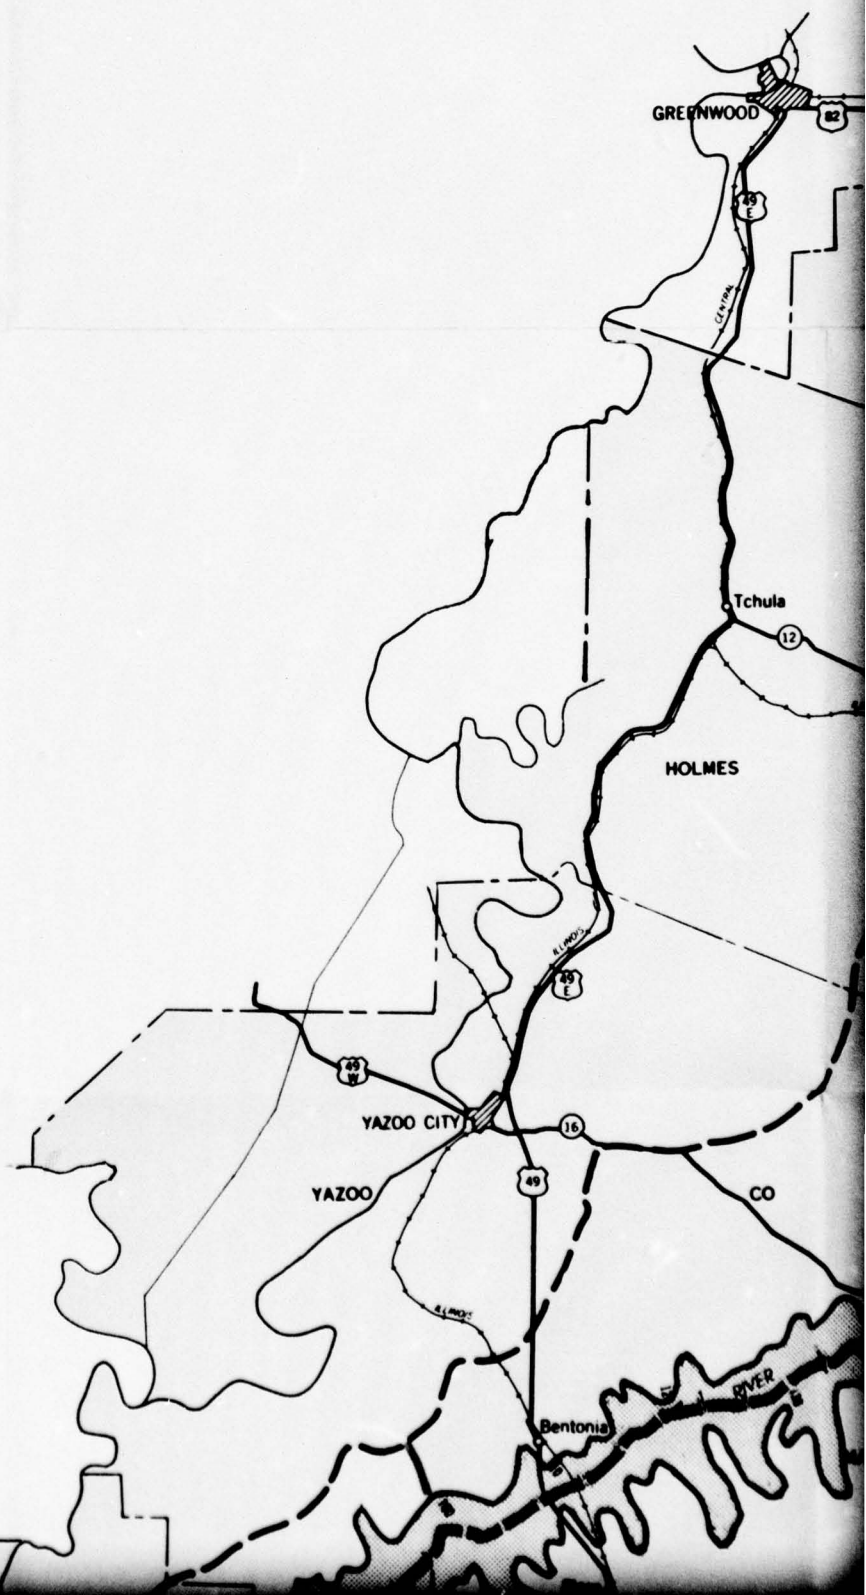 GREENWOOD
82
49
E
CENTRAL
Tchula
12
HOLMES
ILLINOIS
49
E
49
W
YAZOO CITY
16
49
YAZOO
CO
ILLINOIS
RIVER
Bentonia